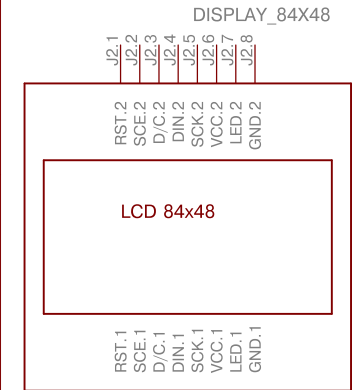 DISPLAY_84X48
J2.1
J2.2
J2.3
J2.4
J2.5
J2.6
J2.7
J2.8
RST.2
SCE.2
D/C.2
DIN.2
SCK.2
VCC.2
LED.2
GND.2
LCD 84x48
RST.1
SCE.1
D/C.1
DIN.1
SCK.1
VCC.1
LED.1
GND.1